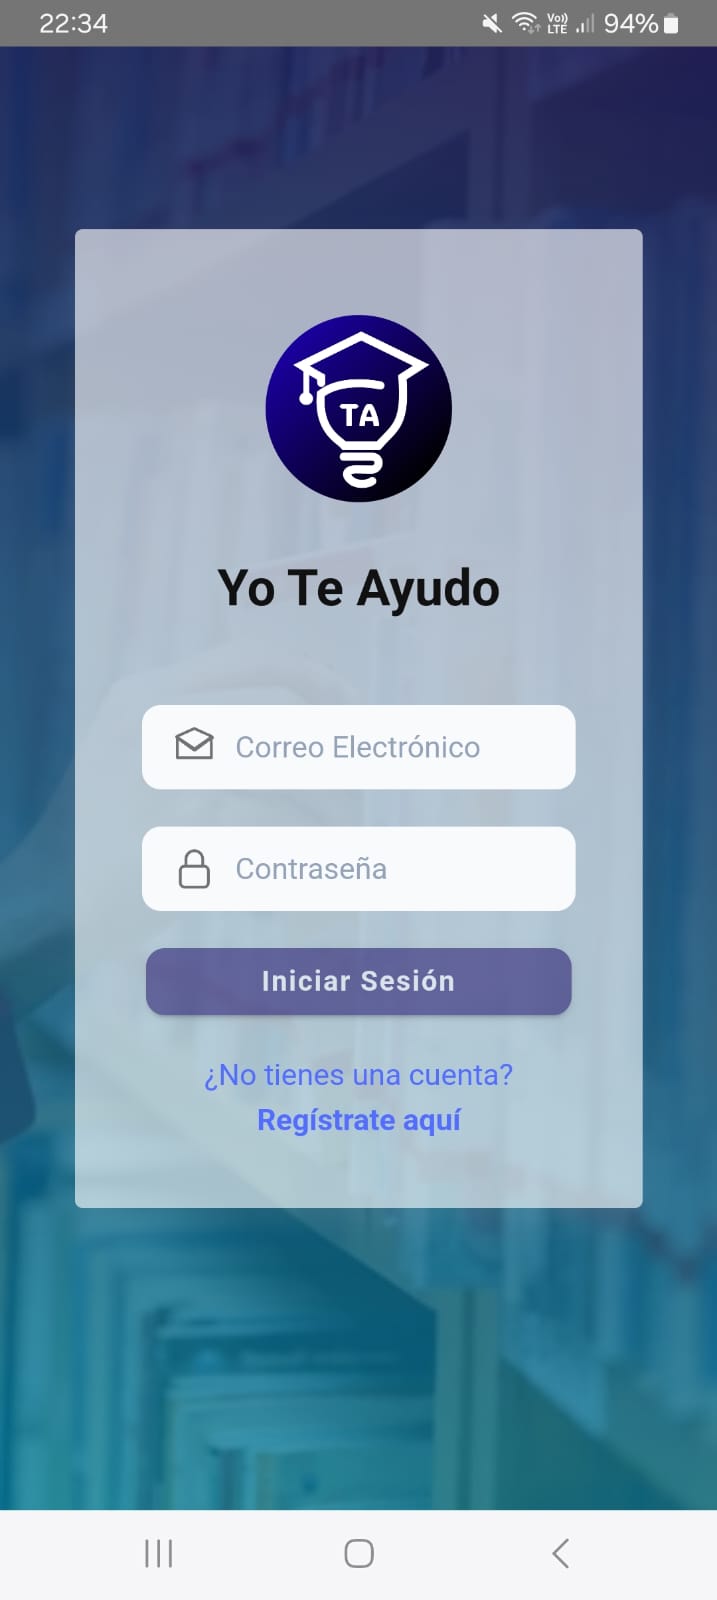 22:34
Vo)) LTE 94%
TA
Yo Te Ayudo
Correo Electrónico
Contraseña
Iniciar Sesión
¿No tienes una cuenta?
Regístrate aquí